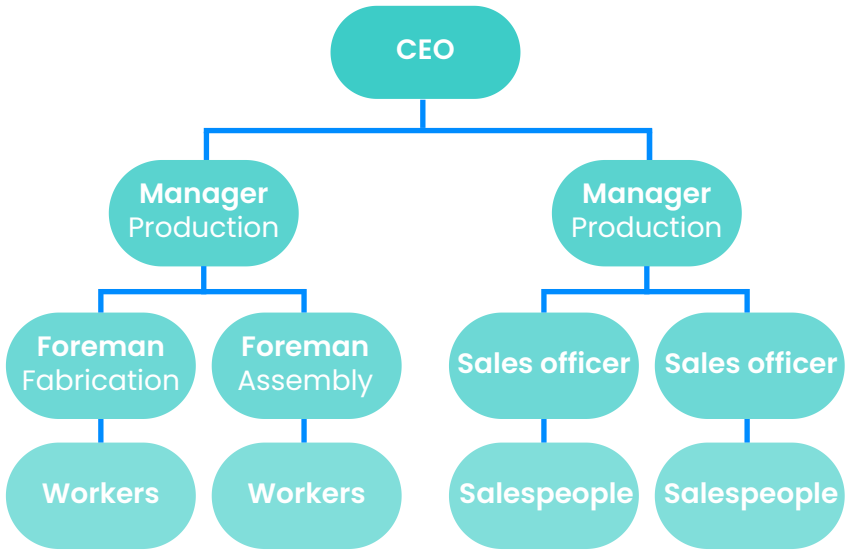 CEO
Manager
Production
Manager
Production
Foreman
Fabrication
Foreman
Assembly
Sales officer
Sales officer
Workers
Workers
Salespeople
Salespeople